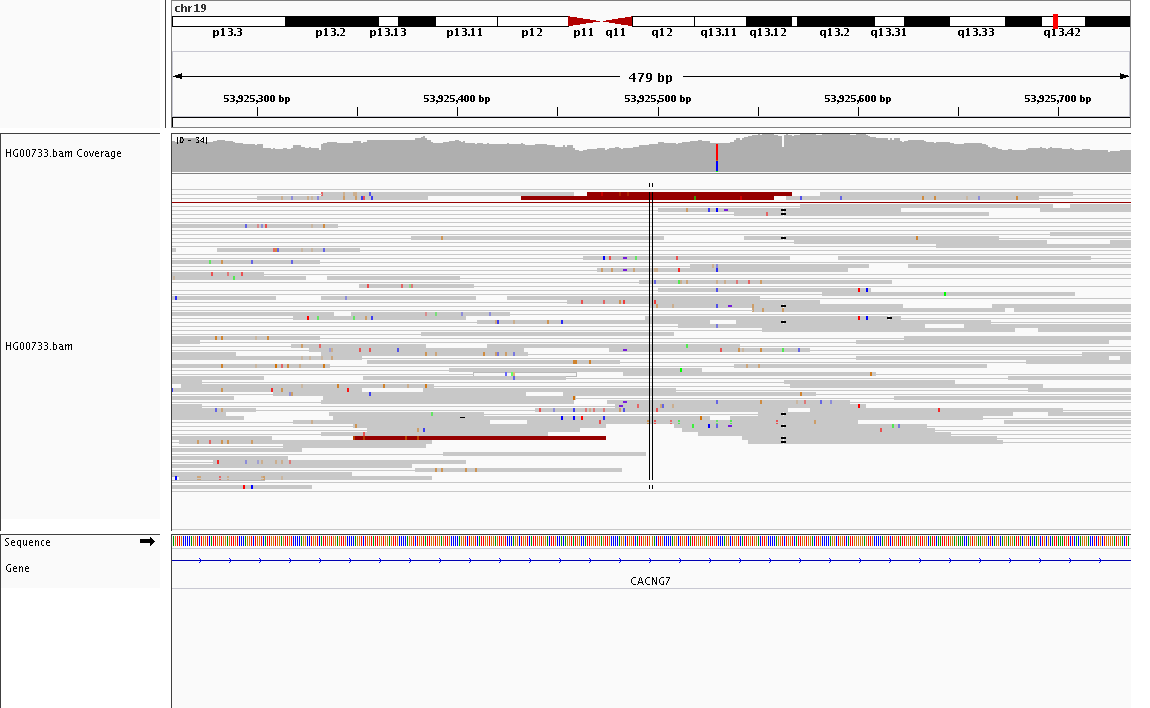 chr19
p13.3 p13.2 p13.13 p13.11 p12 p11 q11 q12 q13.11 q13.12 q13.2 q13.31 q13.33 q13.42
479 bp
53,925,300 bp 53,925,400 bp 53,925,500 bp 53,925,600 bp 53,925,700 bp
HG00733.bam Coverage
HG00733.bam
Sequence
Gene
CACNG7